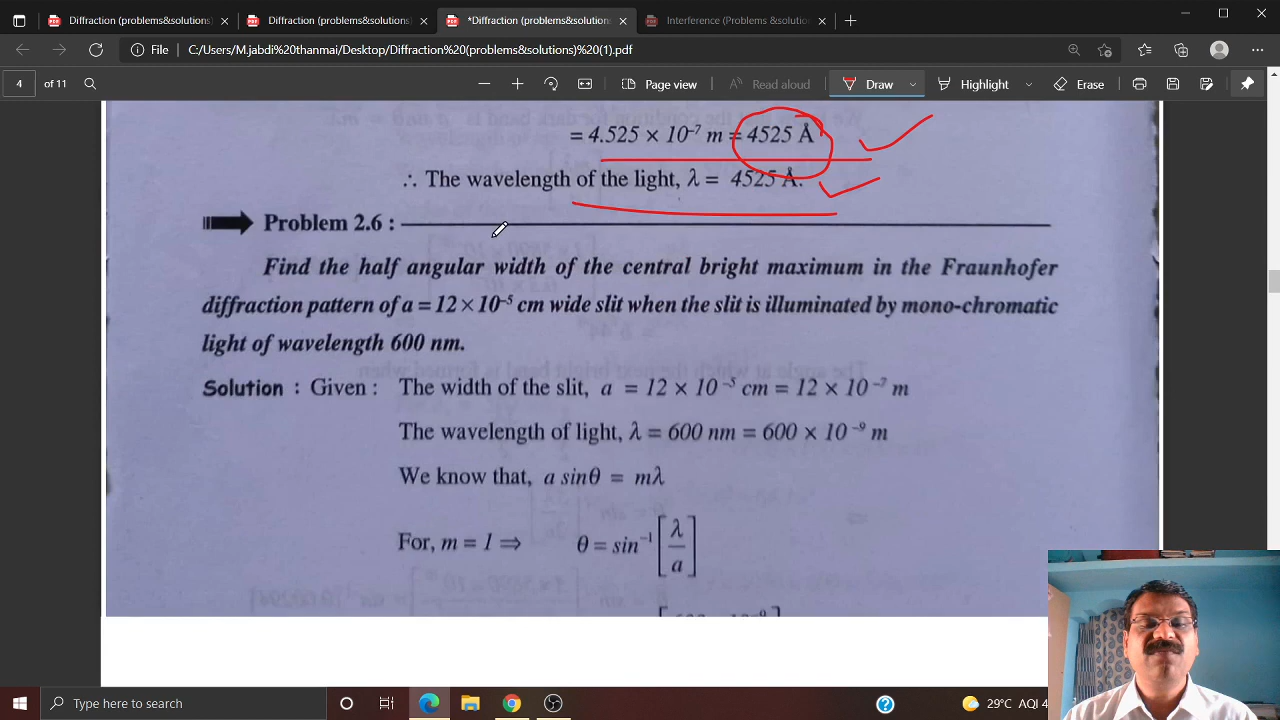 Diffraction (problems&solutions)
Diffraction (problems&solutions)
*Diffraction (problems&solution
Interference (Problems &solution
File
C:/Users/M.jabdi%20thanmai/Desktop/Diffraction%20(problems&solutions)%20(1).pdf
4 of 11
Page view
Read aloud
Draw
Highlight
Erase
= 4.525 × 10⁻⁷ m = 4525 Å
∴ The wavelength of the light, λ = 4525 Å.
Problem 2.6 :
Find the half angular width of the central bright maximum in the Fraunhofer
diffraction pattern of a = 12 × 10⁻⁵ cm wide slit when the slit is illuminated by mono-chromatic
light of wavelength 600 nm.
Solution : Given : The width of the slit, a = 12 × 10⁻⁵ cm = 12 × 10⁻⁷ m
The wavelength of light, λ = 600 nm = 600 × 10⁻⁹ m
We know that, a sinθ = mλ
For, m = 1 ⇒ θ = sin⁻¹ [λ/a]
Type here to search
29°C AQI 4